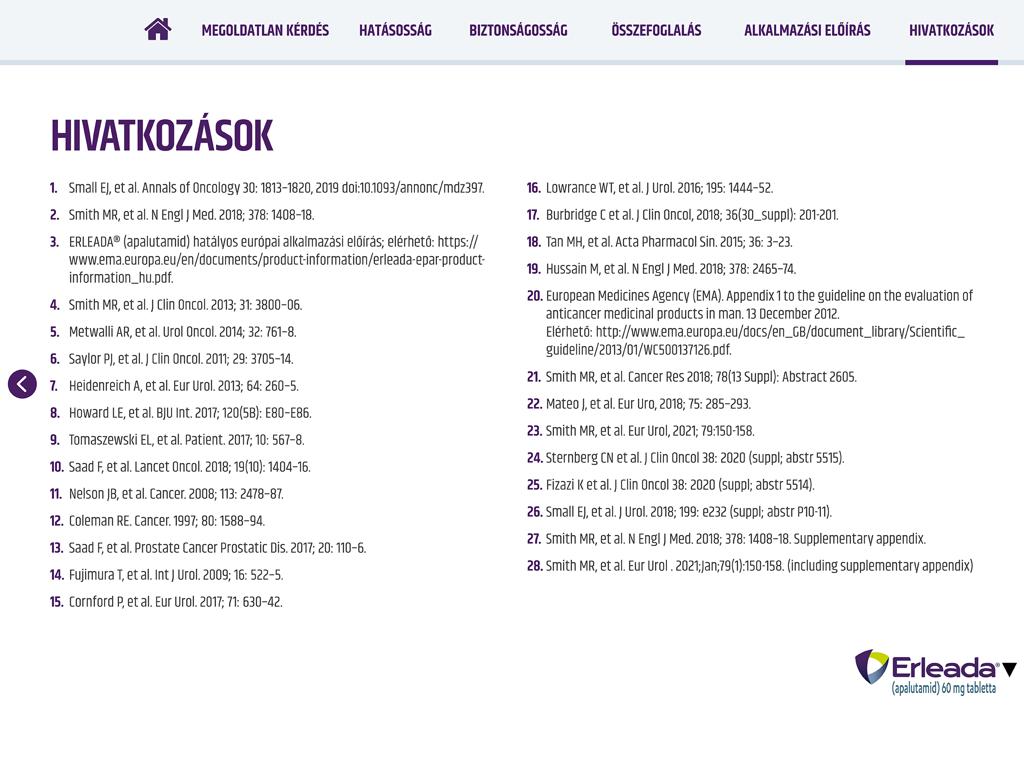 MEGOLDATLAN KÉRDÉS HATÁSOSSÁG BIZTONSÁGOSSÁG ÖSSZEFOGLALÁS ALKALMAZÁSI ELŐÍRÁS HIVATKOZÁSOK
HIVATKOZÁSOK
1. Small EJ, et al. Annals of Oncology 30: 1813–1820, 2019 doi:10.1093/annonc/mdz397.
2. Smith MR, et al. N Engl J Med. 2018; 378: 1408–18.
3. ERLEADA® (apalutamid) hatályos európai alkalmazási előírás; elérhető: https://
www.ema.europa.eu/en/documents/product-information/erleada-epar-product-
information_hu.pdf.
4. Smith MR, et al. J Clin Oncol. 2013; 31: 3800–06.
5. Metwalli AR, et al. Urol Oncol. 2014; 32: 761–8.
6. Saylor PJ, et al. J Clin Oncol. 2011; 29: 3705–14.
7. Heidenreich A, et al. Eur Urol. 2013; 64: 260–5.
8. Howard LE, et al. BJU Int. 2017; 120(5B): E80–E86.
9. Tomaszewski EL, et al. Patient. 2017; 10: 567–8.
10. Saad F, et al. Lancet Oncol. 2018; 19(10): 1404–16.
11. Nelson JB, et al. Cancer. 2008; 113: 2478–87.
12. Coleman RE. Cancer. 1997; 80: 1588–94.
13. Saad F, et al. Prostate Cancer Prostatic Dis. 2017; 20: 110–6.
14. Fujimura T, et al. Int J Urol. 2009; 16: 522–5.
15. Cornford P, et al. Eur Urol. 2017; 71: 630–42.
16. Lowrance WT, et al. J Urol. 2016; 195: 1444–52.
17. Burbridge C et al. J Clin Oncol, 2018; 36(30_suppl): 201-201.
18. Tan MH, et al. Acta Pharmacol Sin. 2015; 36: 3–23.
19. Hussain M, et al. N Engl J Med. 2018; 378: 2465–74.
20. European Medicines Agency (EMA). Appendix 1 to the guideline on the evaluation of
anticancer medicinal products in man. 13 December 2012.
Elérhető: http://www.ema.europa.eu/docs/en_GB/document_library/Scientific_
guideline/2013/01/WC500137126.pdf.
21. Smith MR, et al. Cancer Res 2018; 78(13 Suppl): Abstract 2605.
22. Mateo J, et al. Eur Uro, 2018; 75: 285–293.
23. Smith MR, et al. Eur Urol, 2021; 79:150-158.
24. Sternberg CN et al. J Clin Oncol 38: 2020 (suppl; abstr 5515).
25. Fizazi K et al. J Clin Oncol 38: 2020 (suppl; abstr 5514).
26. Small EJ, et al. J Urol. 2018; 199: e232 (suppl; abstr P10-11).
27. Smith MR, et al. N Engl J Med. 2018; 378: 1408–18. Supplementary appendix.
28. Smith MR, et al. Eur Urol . 2021;Jan;79(1):150-158. (including supplementary appendix)
Erleada®▼
(apalutamid) 60 mg tabletta